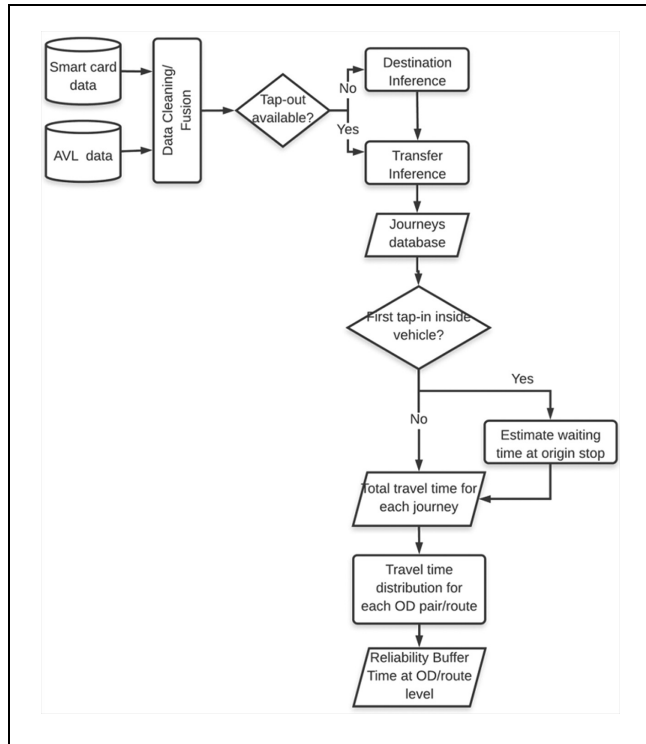 Smart card
data
AVL data
Data Cleaning/
Fusion
Tap-out
available?
No
Yes
Destination
Inference
Transfer
Inference
Journeys
database
First tap-in inside
vehicle?
Yes
No
Estimate waiting
time at origin stop
Total travel time for
each journey
Travel time
distribution for
each OD pair/route
Reliability Buffer
Time at OD/route
level